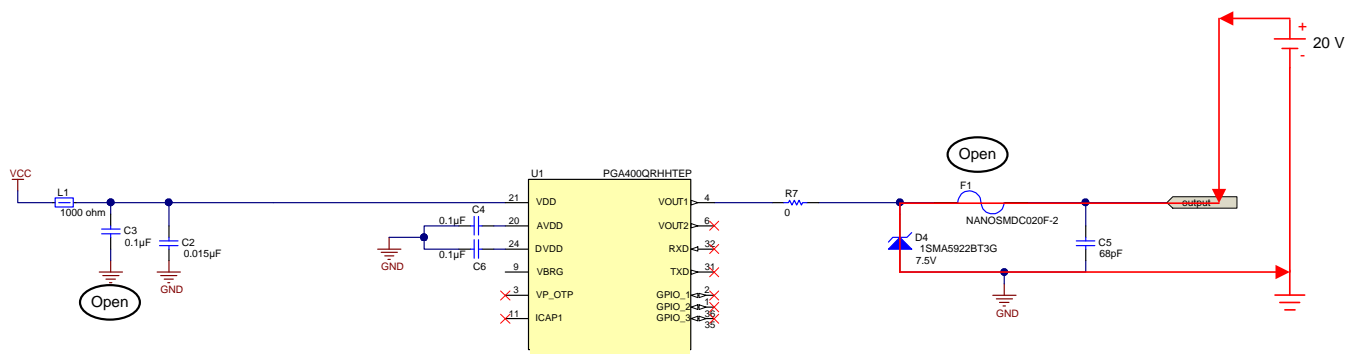 +
20 V
-
Open
VCC
L1
1000 ohm
C3
0.1µF
C2
0.015µF
GND
Open
GND
C4
0.1µF
0.1µF
C6
U1
PGA400QRHHTEP
21
VDD
VOUT1
4
20
AVDD
VOUT2
6
24
DVDD
RXD
32
9
VBRG
TXD
31
3
VP_OTP
GPIO_1
2
GPIO_2
1
11
ICAP1
GPIO_3
36
35
R7
0
F1
NANOSMDC020F-2
output
D4
1SMA5922BT3G
7.5V
C5
68pF
GND